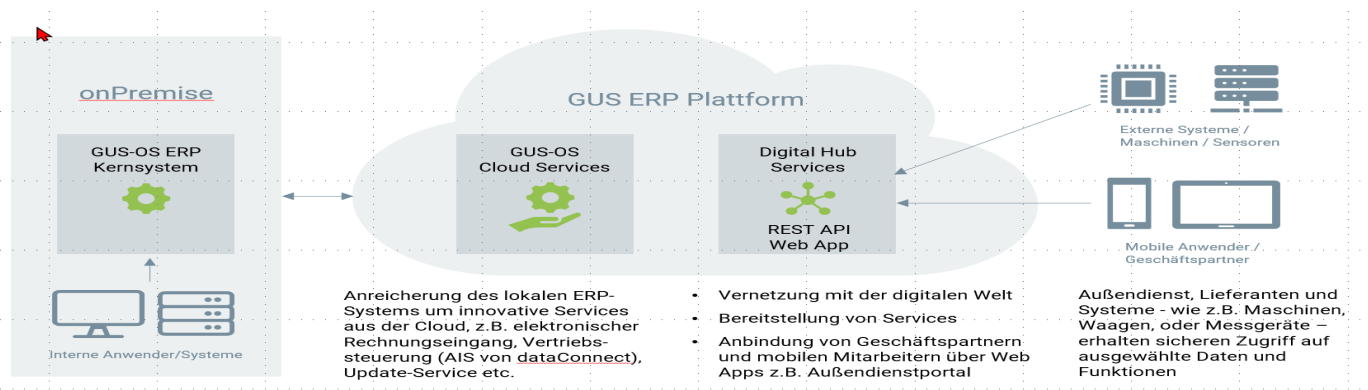 onPremise
GUS-OS ERP
Kernsystem
Interne Anwender/Systeme
GUS ERP Plattform
GUS-OS
Cloud Services
Digital Hub
Services
REST API
Web App
Externe Systeme /
Maschinen / Sensoren
Mobile Anwender /
Geschäftspartner
Anreicherung des lokalen ERP-
Systems um innovative Services
aus der Cloud, z.B. elektronischer
Rechnungseingang, Vertriebs-
steuerung (AIS von dataConnect),
Update-Service etc.
• Vernetzung mit der digitalen Welt
• Bereitstellung von Services
• Anbindung von Geschäftspartnern
und mobilen Mitarbeitern über Web
Apps z.B. Außendienstportal
Außendienst, Lieferanten und
Systeme - wie z.B. Maschinen,
Waagen, oder Messgeräte –
erhalten sicheren Zugriff auf
ausgewählte Daten und
Funktionen